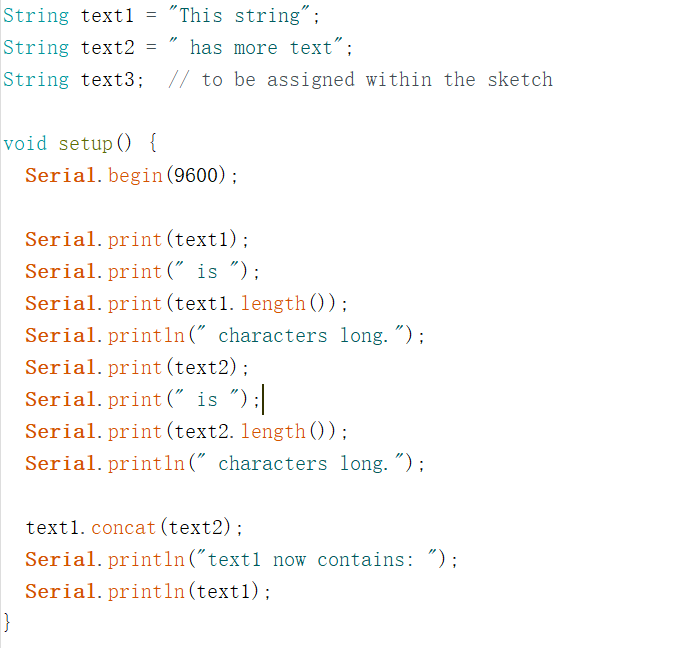 String text1 = "This string";
String text2 = " has more text";
String text3;  // to be assigned within the sketch

void setup() {
  Serial.begin(9600);

  Serial.print(text1);
  Serial.print(" is ");
  Serial.print(text1.length());
  Serial.println(" characters long.");
  Serial.print(text2);
  Serial.print(" is ");
  Serial.print(text2.length());
  Serial.println(" characters long.");

  text1.concat(text2);
  Serial.println("text1 now contains: ");
  Serial.println(text1);
}